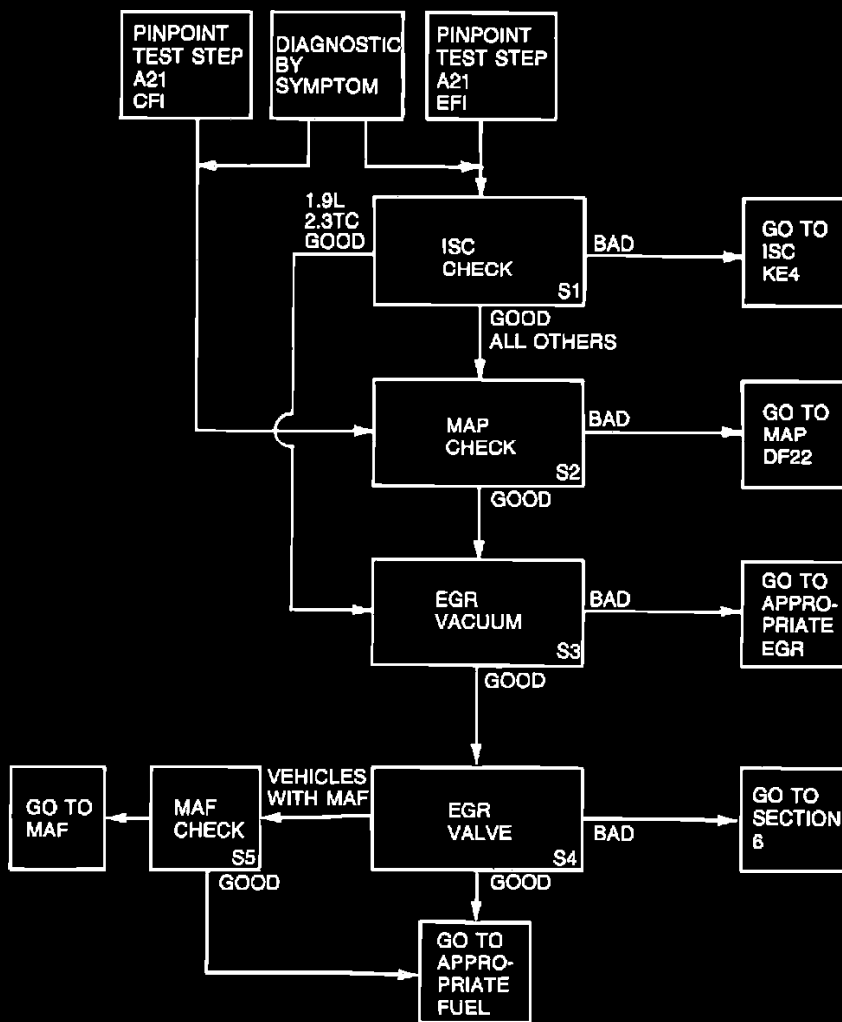 PINPOINT
TEST STEP
A21
CFI
DIAGNOSTIC
BY
SYMPTOM
PINPOINT
TEST STEP
A21
EFI
1.9L
2.3TC
GOOD
ISC
CHECK
S1
BAD
GO TO
ISC
KE4
GOOD
ALL OTHERS
MAP
CHECK
S2
BAD
GO TO
MAP
DF22
GOOD
EGR
VACUUM
S3
BAD
GO TO
APPRO-
PRIATE
EGR
GOOD
GO TO
MAF
MAF
CHECK
S5
VEHICLES
WITH MAF
EGR
VALVE
S4
BAD
GO TO
SECTION
6
GOOD
GOOD
GO TO
APPRO-
PRIATE
FUEL